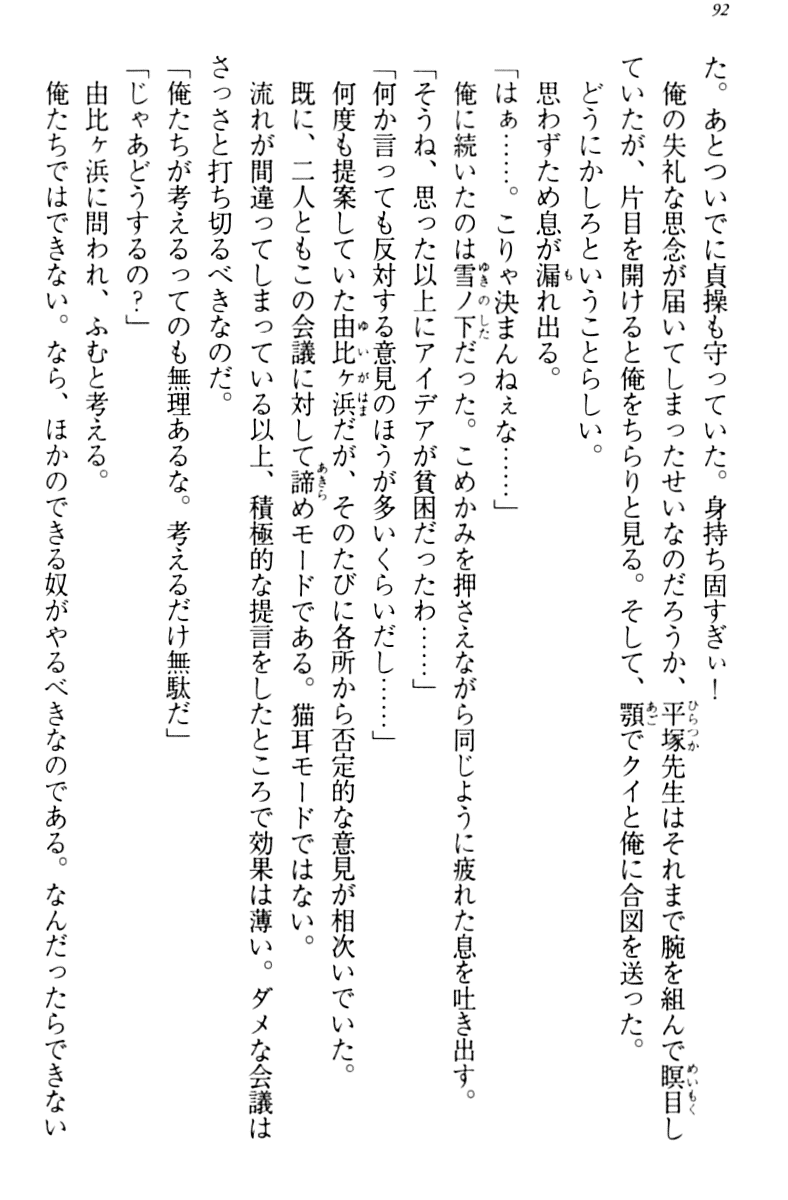 92
た。あとついでに貞操も守っていた。身持ち固すぎぃ！
俺の失礼な思念が届いてしまったせいなのだろうか、平塚先生はそれまで腕を組んで瞑目し
ていたが、片目を開けると俺をちらりと見る。そして、顎でクイと俺に合図を送った。
どうにかしろということらしい。
思わずため息が漏れ出る。
「はぁ……。こりゃ決まんねぇな……」
俺に続いたのは雪ノ下だった。こめかみを押さえながら同じように疲れた息を吐き出す。
「そうね、思った以上にアイデアが貧困だったわ……」
「何か言っても反対する意見のほうが多いくらいだし……」
何度も提案していた由比ヶ浜だが、そのたびに各所から否定的な意見が相次いでいた。
既に、二人ともこの会議に対して諦めモードである。猫耳モードではない。
流れが間違ってしまっている以上、積極的な提言をしたところで効果は薄い。ダメな会議は
さっさと打ち切るべきなのだ。
「俺たちが考えるってのも無理あるな。考えるだけ無駄だ」
「じゃあどうするの？」
由比ヶ浜に問われ、ふむと考える。
俺たちではできない。なら、ほかのできる奴がやるべきなのである。なんだったらできない